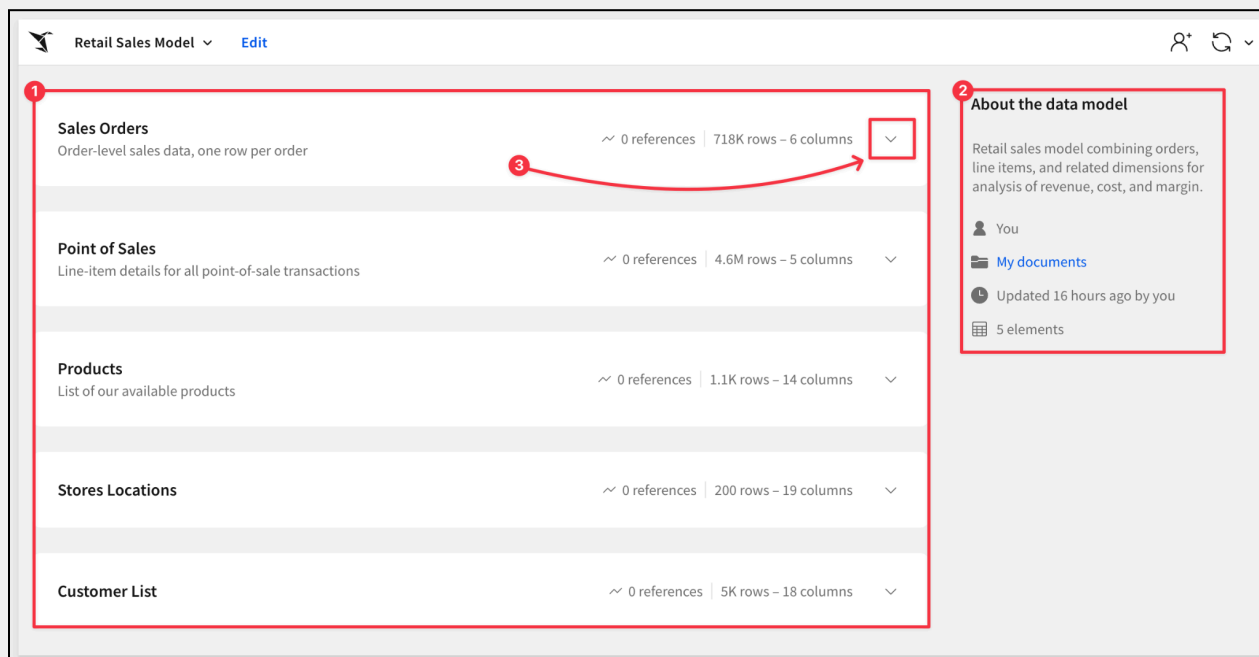 Retail Sales Model Edit
1
Sales Orders
Order-level sales data, one row per order
0 references 718K rows – 6 columns
3
Point of Sales
Line-item details for all point-of-sale transactions
0 references 4.6M rows – 5 columns
Products
List of our available products
0 references 1.1K rows – 14 columns
Stores Locations
0 references 200 rows – 19 columns
Customer List
0 references 5K rows – 18 columns
2
About the data model
Retail sales model combining orders,
line items, and related dimensions for
analysis of revenue, cost, and margin.
You
My documents
Updated 16 hours ago by you
5 elements